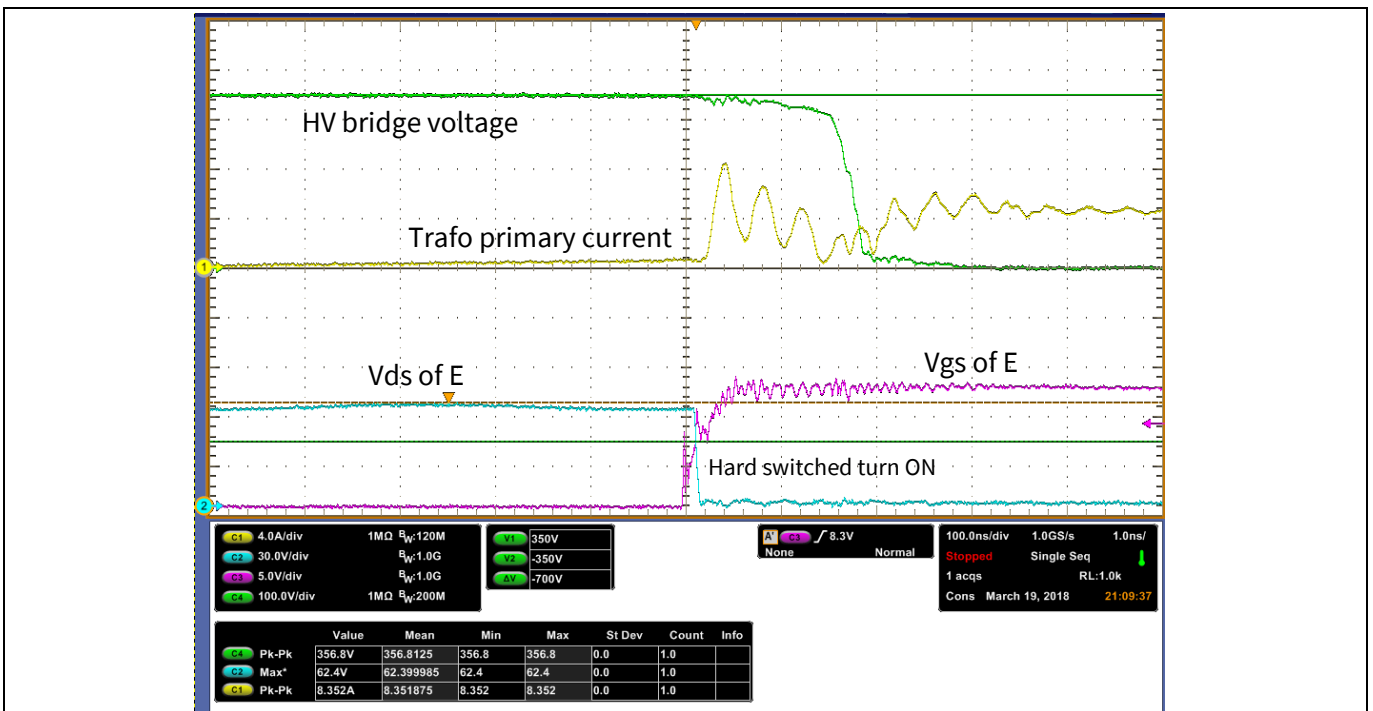 HV bridge voltage
Trafo primary current
1
Vds of E
Vgs of E
Hard switched turn ON
2
C1 4.0A/div 1MΩ BW:120M
C2 30.0V/div BW:1.0G
C3 5.0V/div BW:1.0G
C4 100.0V/div 1MΩ BW:200M
V1 350V
V2 -350V
ΔV -700V
A' C3 8.3V
None Normal
100.0ns/div 1.0GS/s 1.0ns/
Stopped Single Seq
1 acqs RL:1.0k
Cons March 19, 2018 21:09:37
Value Mean Min Max St Dev Count Info
C4 Pk-Pk 356.8V 356.8125 356.8 356.8 0.0 1.0
C2 Max* 62.4V 62.399985 62.4 62.4 0.0 1.0
C1 Pk-Pk 8.352A 8.351875 8.352 8.352 0.0 1.0